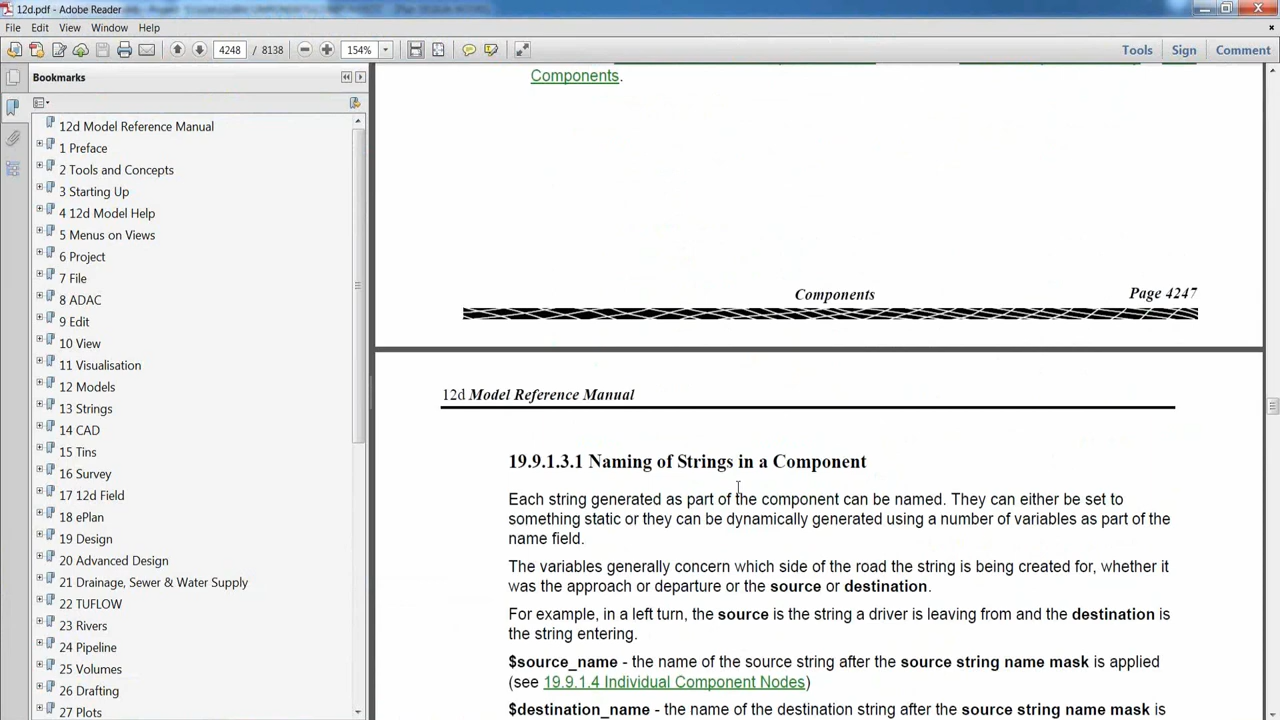 12d.pdf - Adobe Reader
File Edit View Window Help
4248 / 8138 154% Tools Sign Comment
Bookmarks
12d Model Reference Manual
1 Preface
2 Tools and Concepts
3 Starting Up
4 12d Model Help
5 Menus on Views
6 Project
7 File
8 ADAC
9 Edit
10 View
11 Visualisation
12 Models
13 Strings
14 CAD
15 Tins
16 Survey
17 12d Field
18 ePlan
19 Design
20 Advanced Design
21 Drainage, Sewer & Water Supply
22 TUFLOW
23 Rivers
24 Pipeline
25 Volumes
26 Drafting
27 Plots
Components.
Components Page 4247
12d Model Reference Manual
19.9.1.3.1 Naming of Strings in a Component
Each string generated as part of the component can be named. They can either be set to
something static or they can be dynamically generated using a number of variables as part of the
name field.
The variables generally concern which side of the road the string is being created for, whether it
was the approach or departure or the source or destination.
For example, in a left turn, the source is the string a driver is leaving from and the destination is
the string entering.
$source_name - the name of the source string after the source string name mask is applied
(see 19.9.1.4 Individual Component Nodes)
$destination_name - the name of the destination string after the source string name mask is